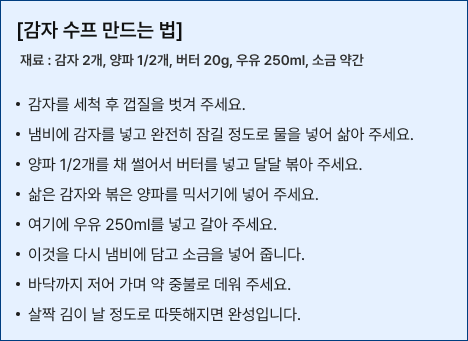 [감자 수프 만드는 법]
재료 : 감자 2개, 양파 1/2개, 버터 20g, 우유 250ml, 소금 약간
• 감자를 세척 후 껍질을 벗겨 주세요.
• 냄비에 감자를 넣고 완전히 잠길 정도로 물을 넣어 삶아 주세요.
• 양파 1/2개를 채 썰어서 버터를 넣고 달달 볶아 주세요.
• 삶은 감자와 볶은 양파를 믹서기에 넣어 주세요.
• 여기에 우유 250ml를 넣고 갈아 주세요.
• 이것을 다시 냄비에 담고 소금을 넣어 줍니다.
• 바닥까지 저어 가며 약 중불로 데워 주세요.
• 살짝 김이 날 정도로 따뜻해지면 완성입니다.